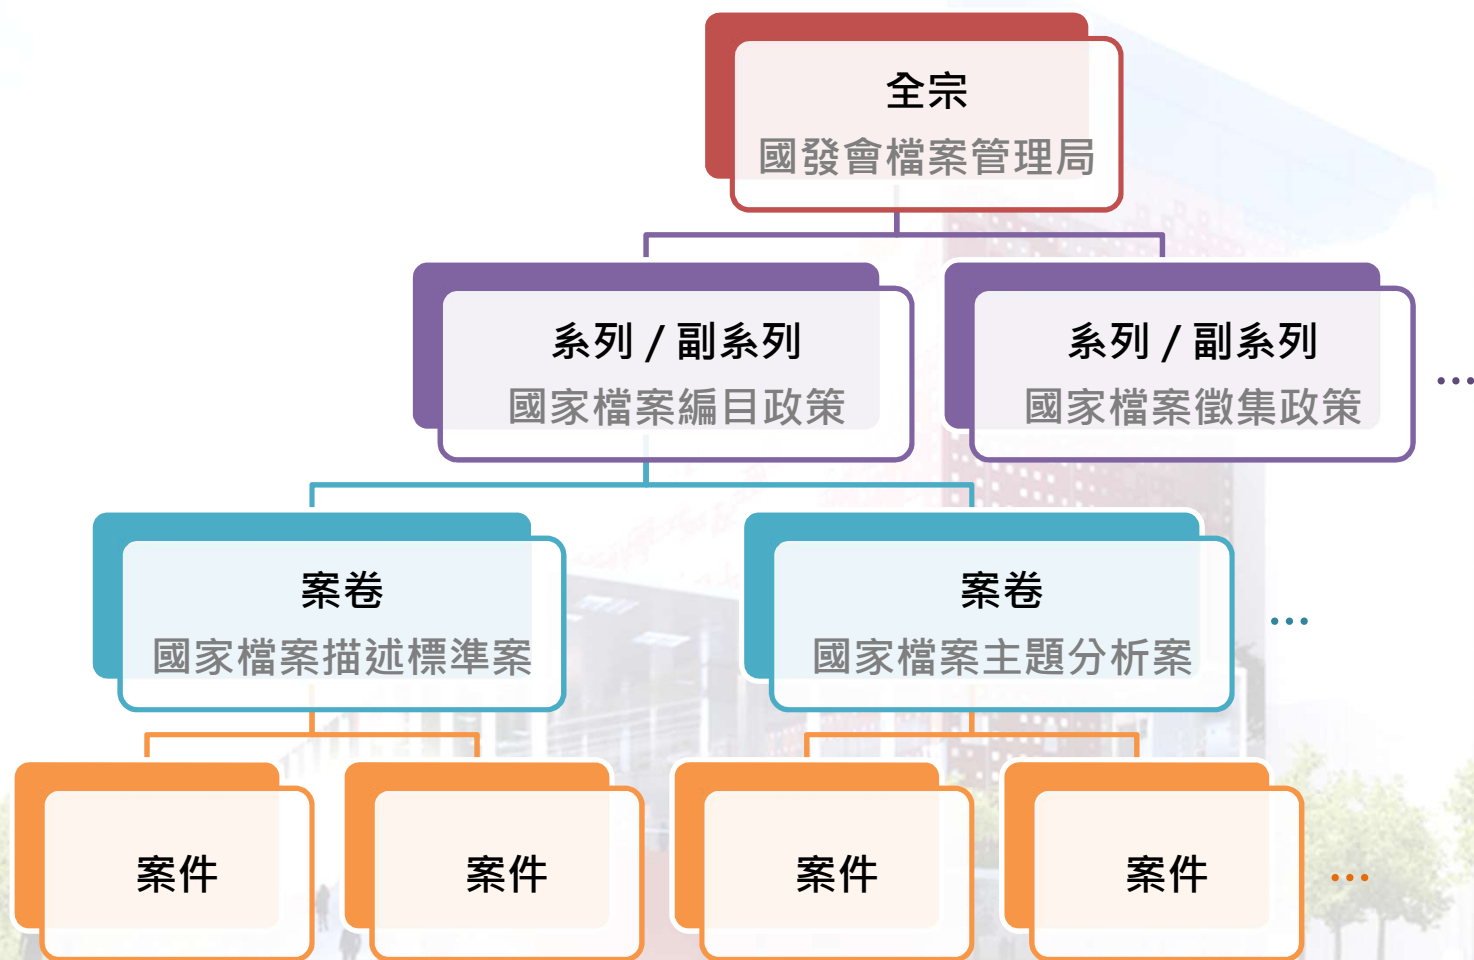 全宗
國發會檔案管理局
系列 / 副系列
國家檔案編目政策
系列 / 副系列
國家檔案徵集政策
…
案卷
國家檔案描述標準案
案卷
國家檔案主題分析案
…
案件
案件
案件
案件
…